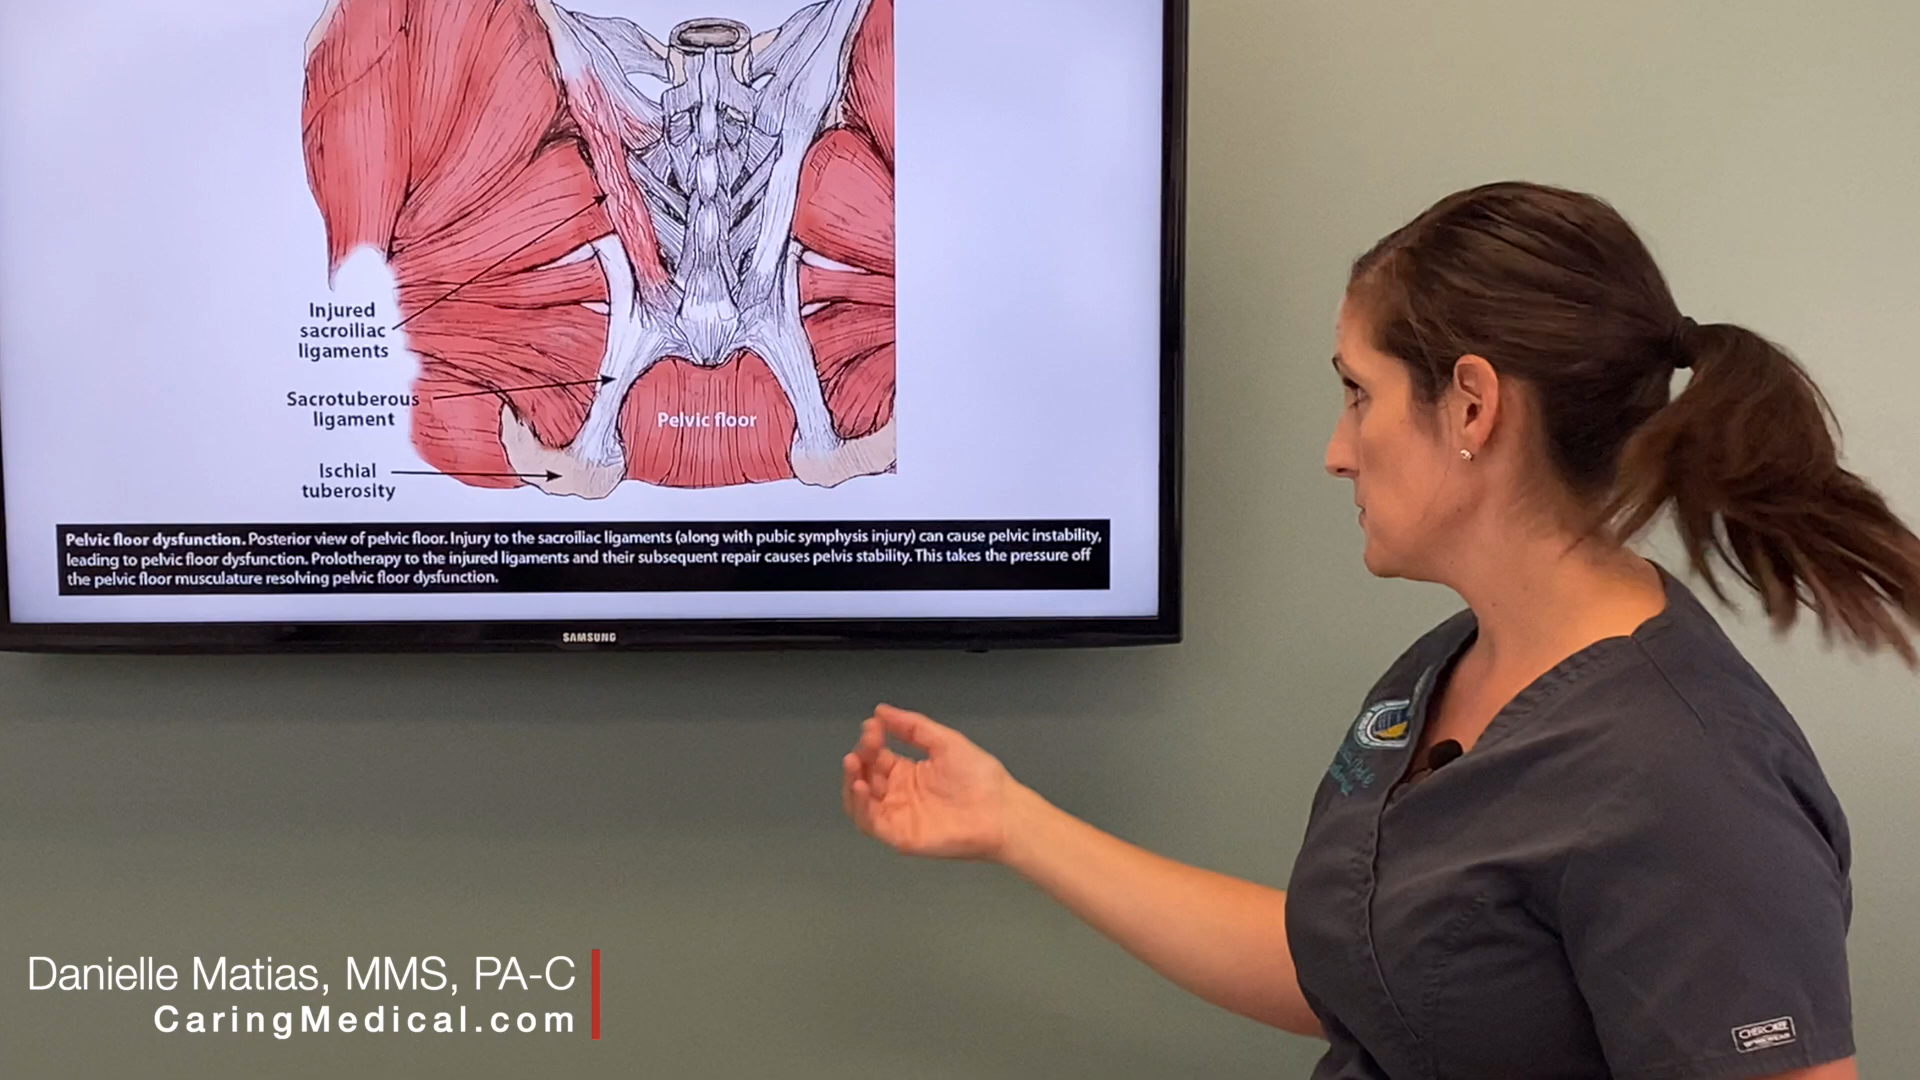 Injured
sacroiliac
ligaments
Sacrotuberous
ligament
Pelvic floor
Ischial
tuberosity
Pelvic floor dysfunction. Posterior view of pelvic floor. Injury to the sacroiliac ligaments (along with pubic symphysis injury) can cause pelvic instability,
leading to pelvic floor dysfunction. Prolotherapy to the injured ligaments and their subsequent repair causes pelvis stability. This takes the pressure off
the pelvic floor musculature resolving pelvic floor dysfunction.
SAMSUNG
Danielle Matias, MMS, PA-C
CaringMedical.com
CHEROKEE